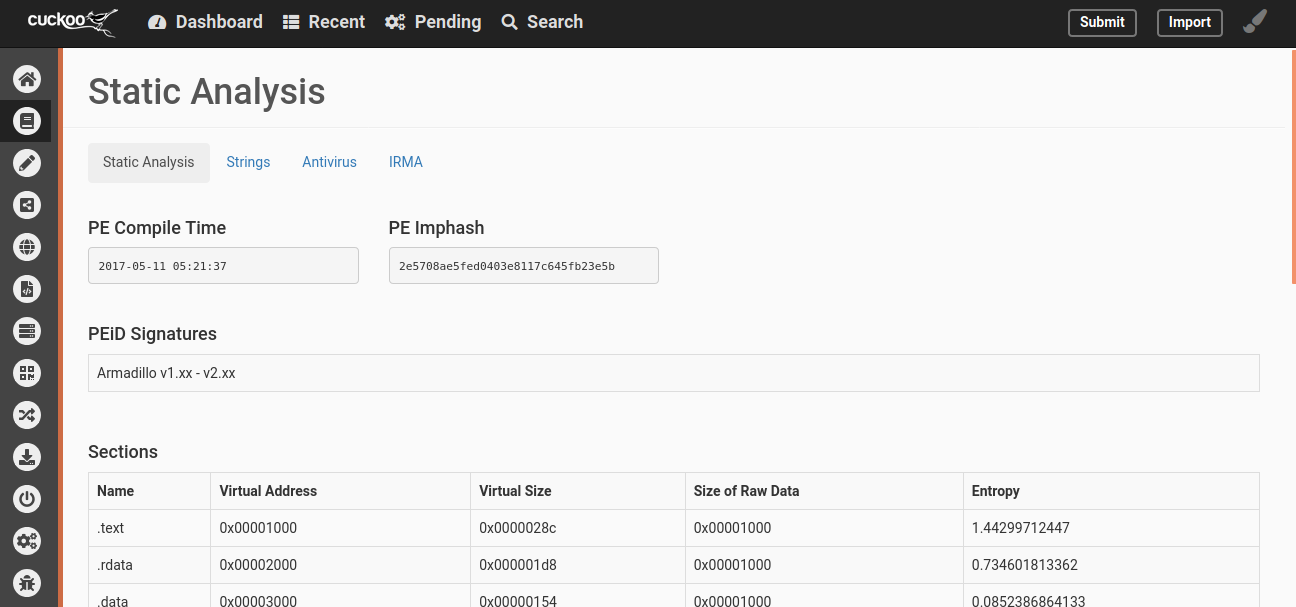 cuckoo Dashboard Recent Pending Search Submit Import
Static Analysis
Static Analysis Strings Antivirus IRMA
PE Compile Time PE Imphash
2017-05-11 05:21:37 2e5708ae5fed0403e8117c645fb23e5b
PEiD Signatures
Armadillo v1.xx - v2.xx
Sections
Name Virtual Address Virtual Size Size of Raw Data Entropy
.text 0x00001000 0x0000028c 0x00001000 1.44299712447
.rdata 0x00002000 0x000001d8 0x00001000 0.734601813362
.data 0x00003000 0x00000154 0x00001000 0.0852386864133